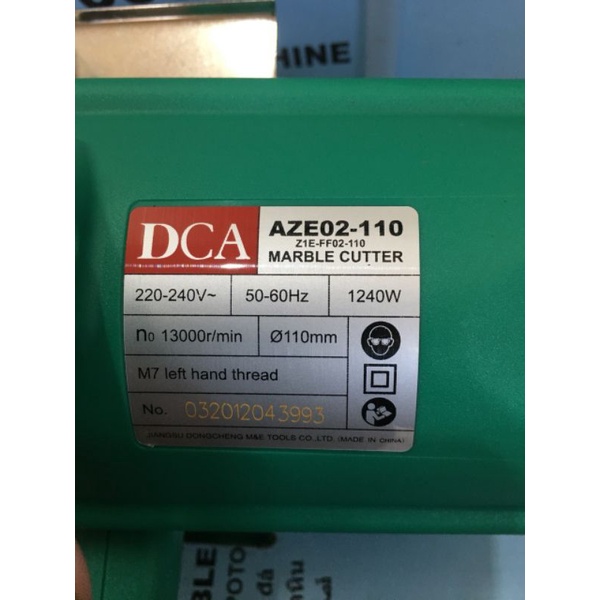 HINE
DCA
AZE02-110
Z1E-FF02-110
MARBLE CUTTER
220-240V~ 50-60Hz 1240W
n0 13000r/min Ø110mm
M7 left hand thread
No. 032012043993
JIANGSU DONGCHENG M&E TOOLS CO.,LTD. (MADE IN CHINA)
BLE
POTO